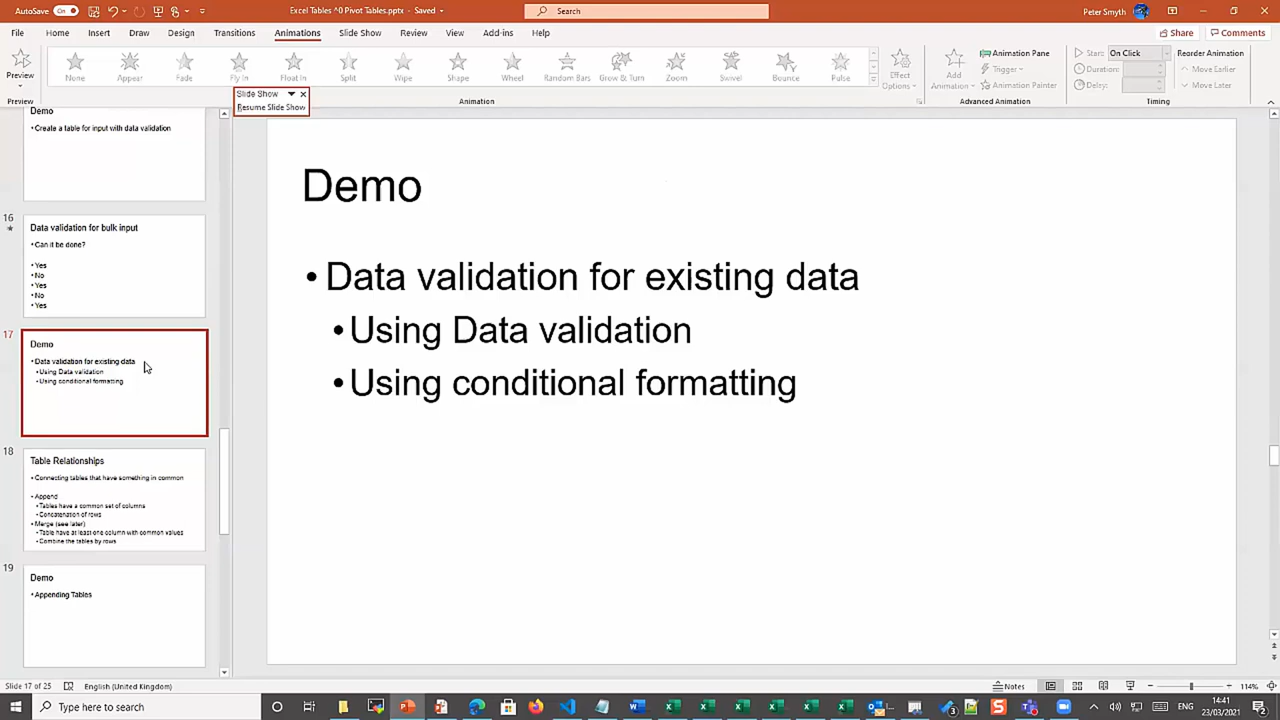 AutoSave On
Excel Tables ^0 Pivot Tables.pptx - Saved
Search
Peter Smyth
File
Home
Insert
Draw
Design
Transitions
Animations
Slide Show
Review
View
Add-ins
Help
Share
Comments
Preview
None
Appear
Fade
Fly In
Float In
Split
Wipe
Shape
Wheel
Random Bars
Grow & Turn
Zoom
Swivel
Bounce
Pulse
Effect
Options
Add
Animation
Animation Pane
Trigger
Animation Painter
Start: On Click
Duration:
Delay:
Reorder Animation
Move Earlier
Move Later
Preview
Animation
Advanced Animation
Timing
Slide Show
Resume Slide Show
Demo
• Create a table for input with data validation
16
Data validation for bulk input
• Can it be done?
• Yes
• No
• Yes
• No
• Yes
17
Demo
• Data validation for existing data
• Using Data validation
• Using conditional formatting
18
Table Relationships
• Connecting tables that have something in common
• Append
• Tables have a common set of columns
• Concatenation of rows
• Merge (see later)
• Table have at least one column with common values
• Combine the tables by rows
19
Demo
• Appending Tables
Demo
• Data validation for existing data
• Using Data validation
• Using conditional formatting
Slide 17 of 25
English (United Kingdom)
Notes
114%
Type here to search
14:41
23/03/2021